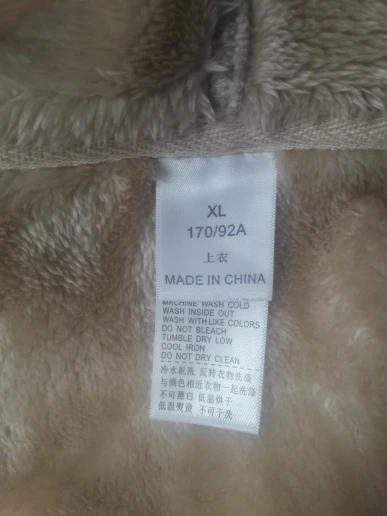 XL
170/92A
上衣
MADE IN CHINA
MACHINE WASH COLD
WASH INSIDE OUT
WASH WITH LIKE COLORS
DO NOT BLEACH
TUMBLE DRY LOW
COOL IRON
DO NOT DRY CLEAN
冷水机洗 反转衣物洗涤
与颜色相近衣物一起洗涤
不可漂白 低温烘干
低温熨烫 不可干洗